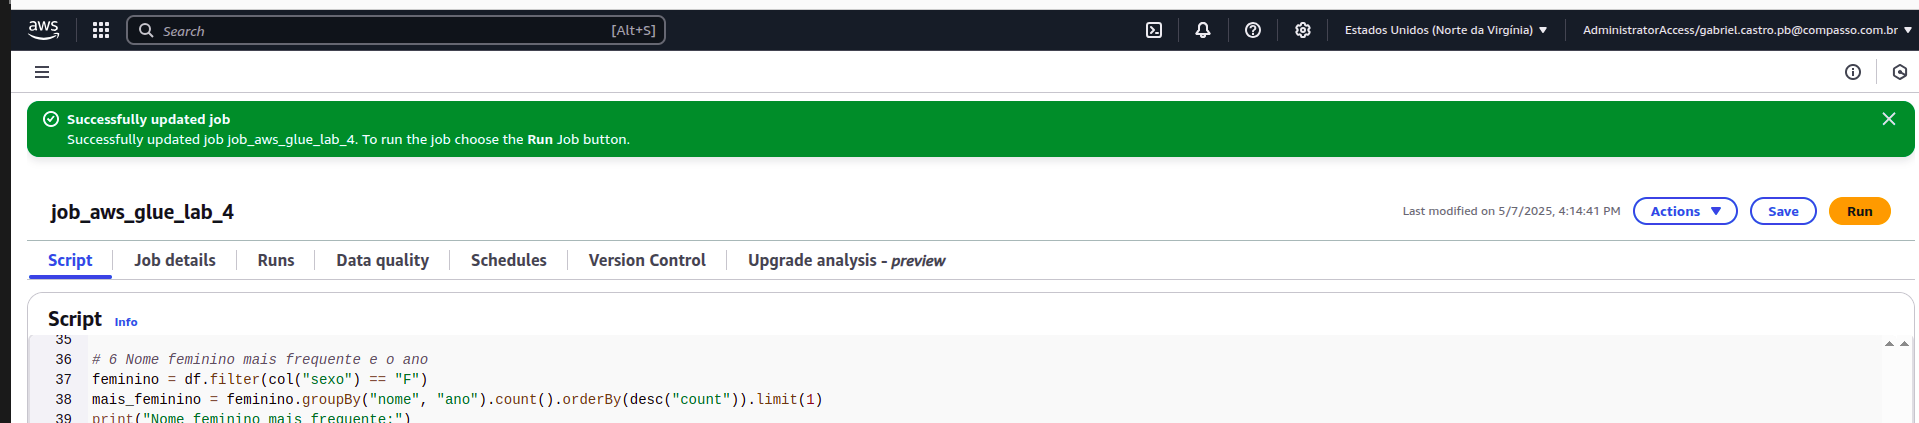 aws
Search [Alt+S]
Estados Unidos (Norte da Virgínia)
AdministratorAccess/gabriel.castro.pb@compasso.com.br
Successfully updated job
Successfully updated job job_aws_glue_lab_4. To run the job choose the Run Job button.
job_aws_glue_lab_4
Last modified on 5/7/2025, 4:14:41 PM
Actions
Save
Run
Script
Job details
Runs
Data quality
Schedules
Version Control
Upgrade analysis - preview
Script Info
35
36 # 6 Nome feminino mais frequente e o ano
37 feminino = df.filter(col("sexo") == "F")
38 mais_feminino = feminino.groupBy("nome", "ano").count().orderBy(desc("count")).limit(1)
39 print("Nome feminino mais frequente:")